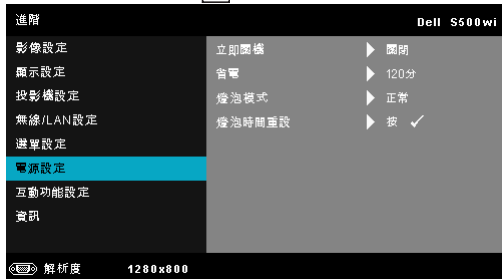 進階 Dell S500wi
影像設定 立即關機 關閉
顯示設定 省電 120分
投影機設定 燈泡模式 正常
無線/LAN設定 燈泡時間重設 按
選單設定
電源設定
互動功能設定
資訊
解析度 1280x800